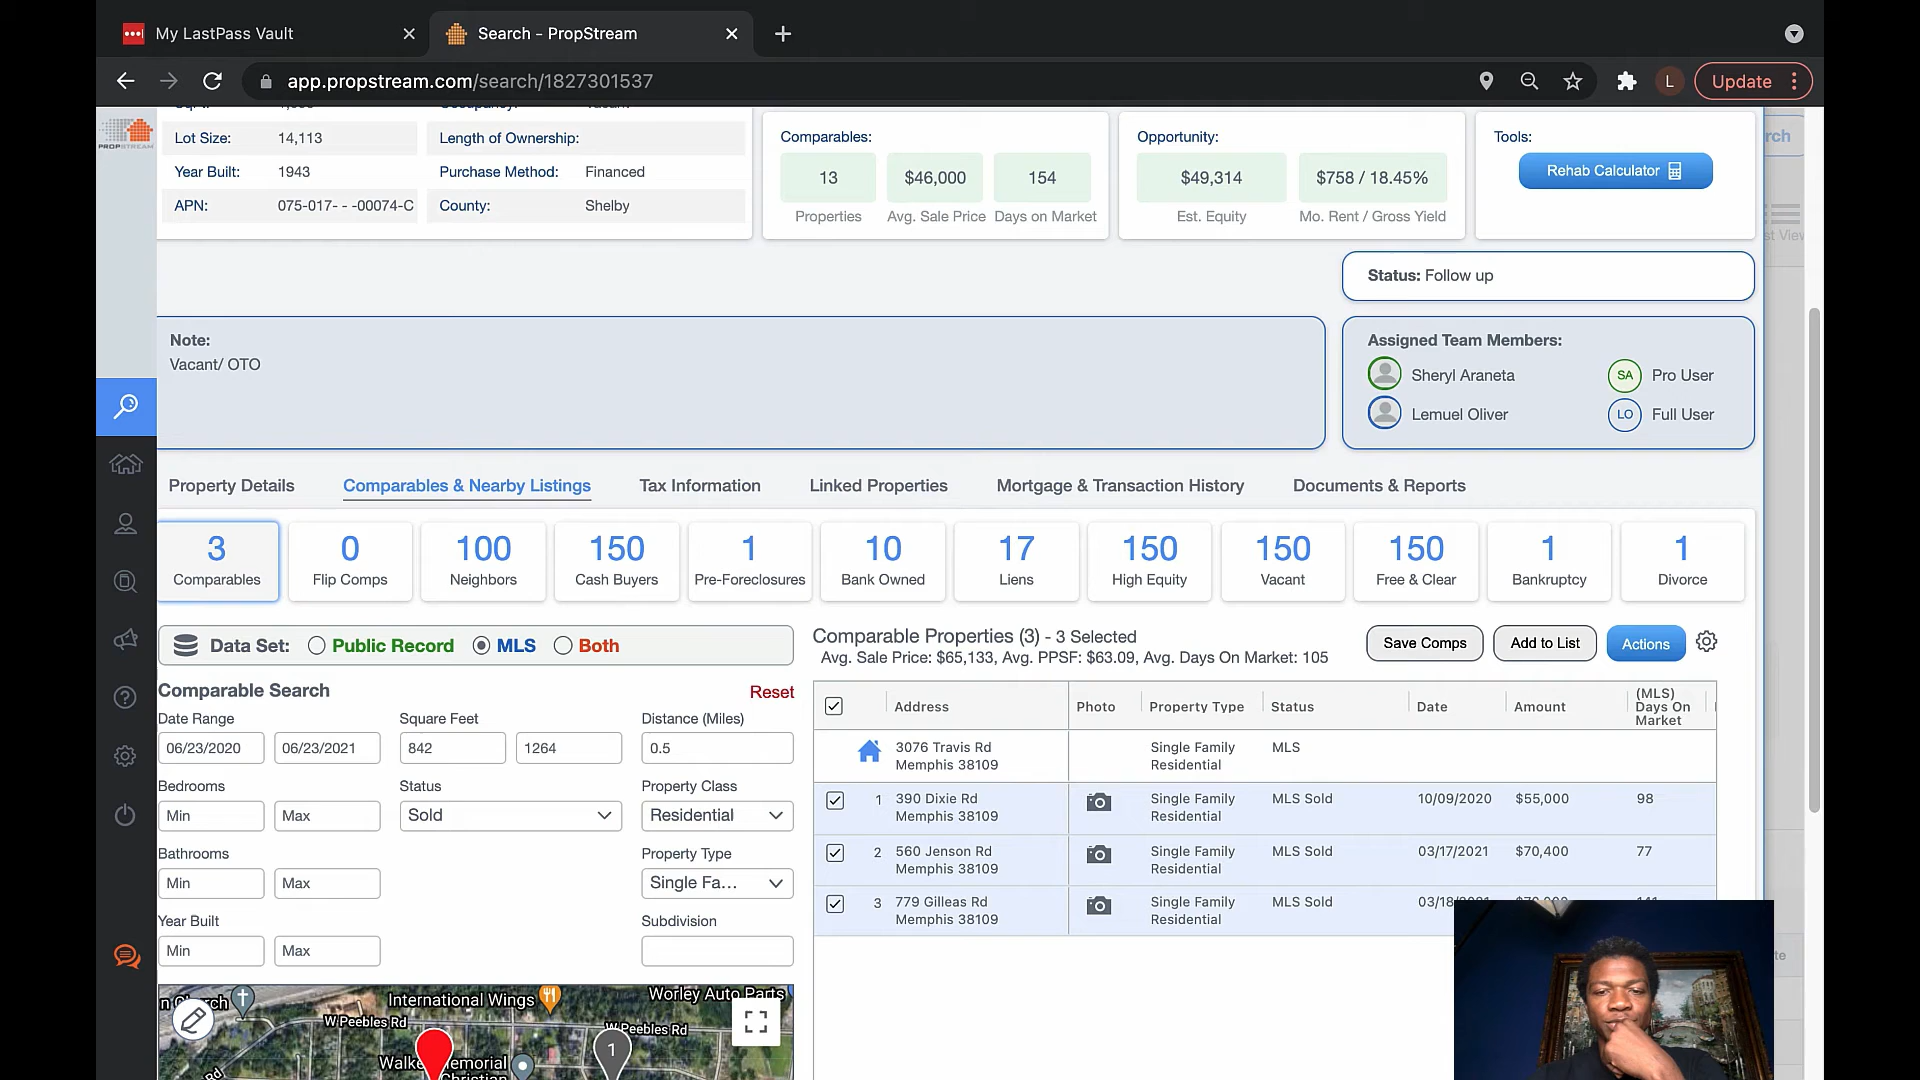 My LastPass Vault
Search - PropStream
app.propstream.com/search/1827301537
Update
L
PROPSTREAM
Lot Size: 14,113
Length of Ownership:
Year Built: 1943
Purchase Method: Financed
APN: 075-017- - -00074-C
County: Shelby
Comparables:
13 $46,000 154
Properties Avg. Sale Price Days on Market
Opportunity:
$49,314 $758 / 18.45%
Est. Equity Mo. Rent / Gross Yield
Tools:
Rehab Calculator
Status: Follow up
Note:
Vacant/ OTO
Assigned Team Members:
Sheryl Araneta SA Pro User
Lemuel Oliver LO Full User
Property Details Comparables & Nearby Listings Tax Information Linked Properties Mortgage & Transaction History Documents & Reports
3 0 100 150 1 10 17 150 150 150 1 1
Comparables Flip Comps Neighbors Cash Buyers Pre-Foreclosures Bank Owned Liens High Equity Vacant Free & Clear Bankruptcy Divorce
Data Set: Public Record MLS Both
Comparable Search Reset
Date Range Square Feet Distance (Miles)
06/23/2020 06/23/2021 842 1264 0.5
Bedrooms Status Property Class
Min Max Sold Residential
Bathrooms Property Type
Min Max Single Fa...
Year Built Subdivision
Min Max
International Wings
Worley Auto Parts
W Peebles Rd
W Peebles Rd
1
Comparable Properties (3) - 3 Selected
Avg. Sale Price: $65,133, Avg. PPSF: $63.09, Avg. Days On Market: 105
Save Comps Add to List Actions
Address Photo Property Type Status Date Amount (MLS) Days On Market
3076 Travis Rd Single Family MLS
Memphis 38109 Residential
1 390 Dixie Rd Single Family MLS Sold 10/09/2020 $55,000 98
Memphis 38109 Residential
2 560 Jenson Rd Single Family MLS Sold 03/17/2021 $70,400 77
Memphis 38109 Residential
3 779 Gilleas Rd Single Family MLS Sold
Memphis 38109 Residential